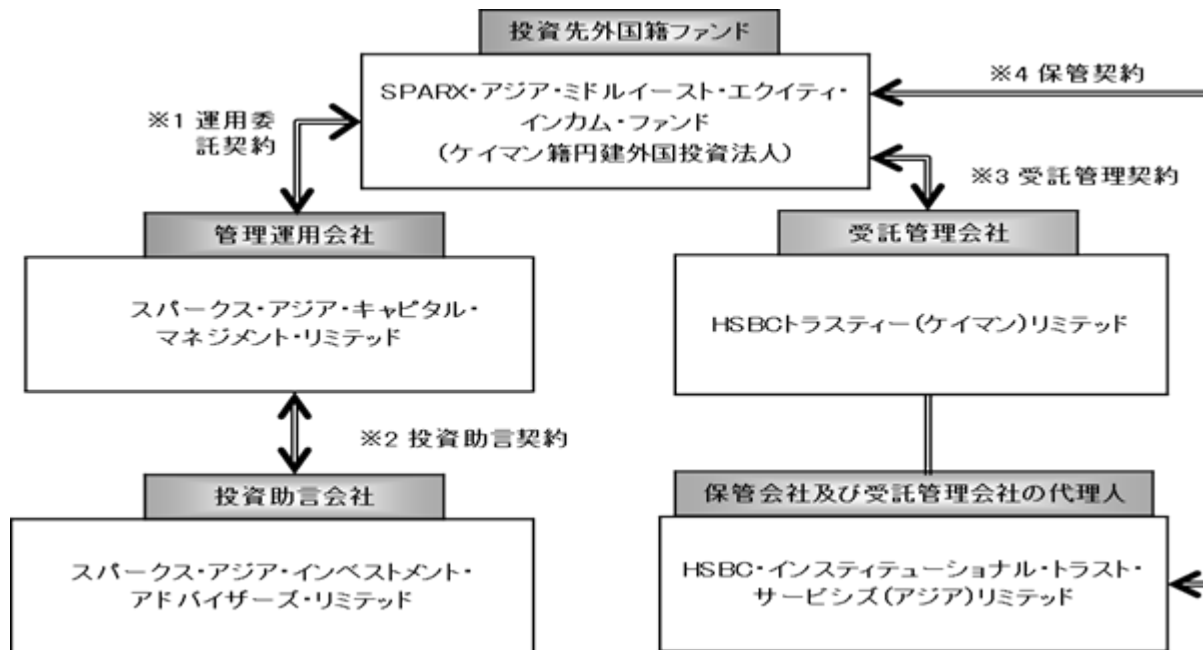 投資先外国籍ファンド
SPARX・アジア・ミドルイースト・エクイティ・
インカム・ファンド
(ケイマン籍円建外国投資法人)
※4 保管契約
※1 運用委
託契約
※3 受託管理契約
管理運用会社
スパークス・アジア・キャピタル・
マネジメント・リミテッド
受託管理会社
HSBCトラスティー(ケイマン)リミテッド
※2 投資助言契約
投資助言会社
スパークス・アジア・インベストメント・
アドバイザーズ・リミテッド
保管会社及び受託管理会社の代理人
HSBC・インスティテューショナル・トラスト・
サービシズ(アジア)リミテッド